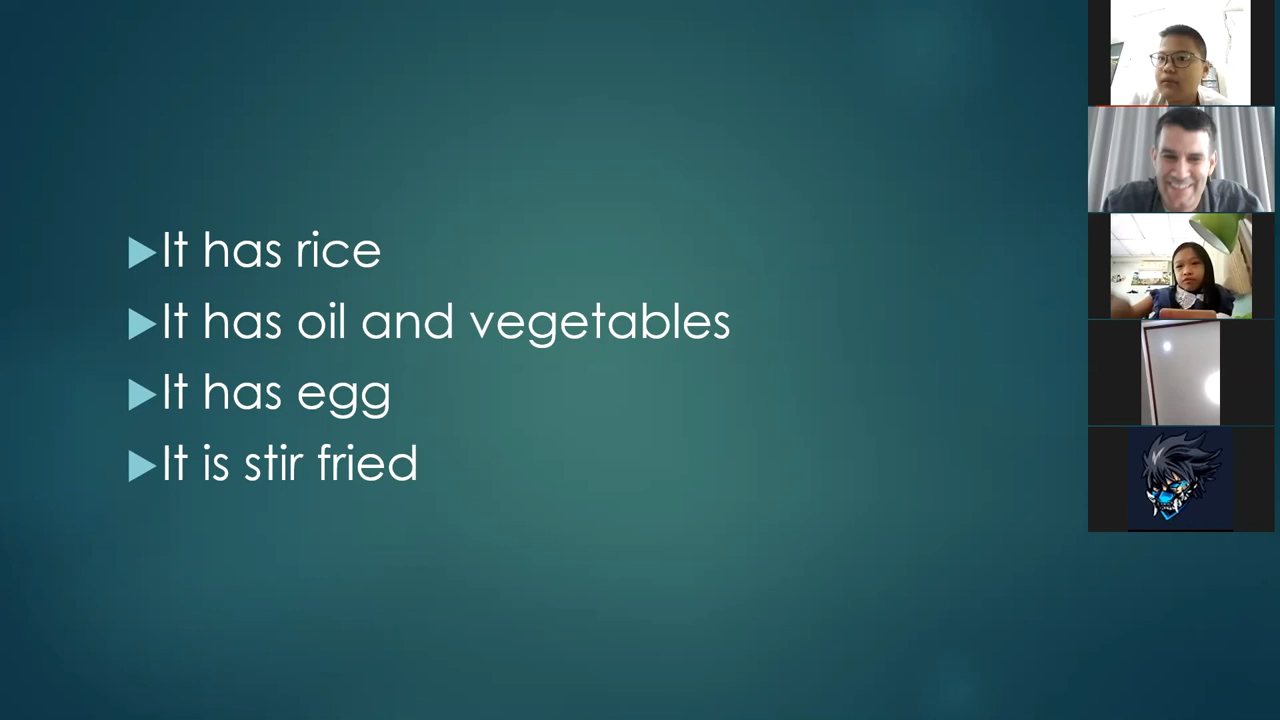 It has rice
It has oil and vegetables
It has egg
It is stir fried